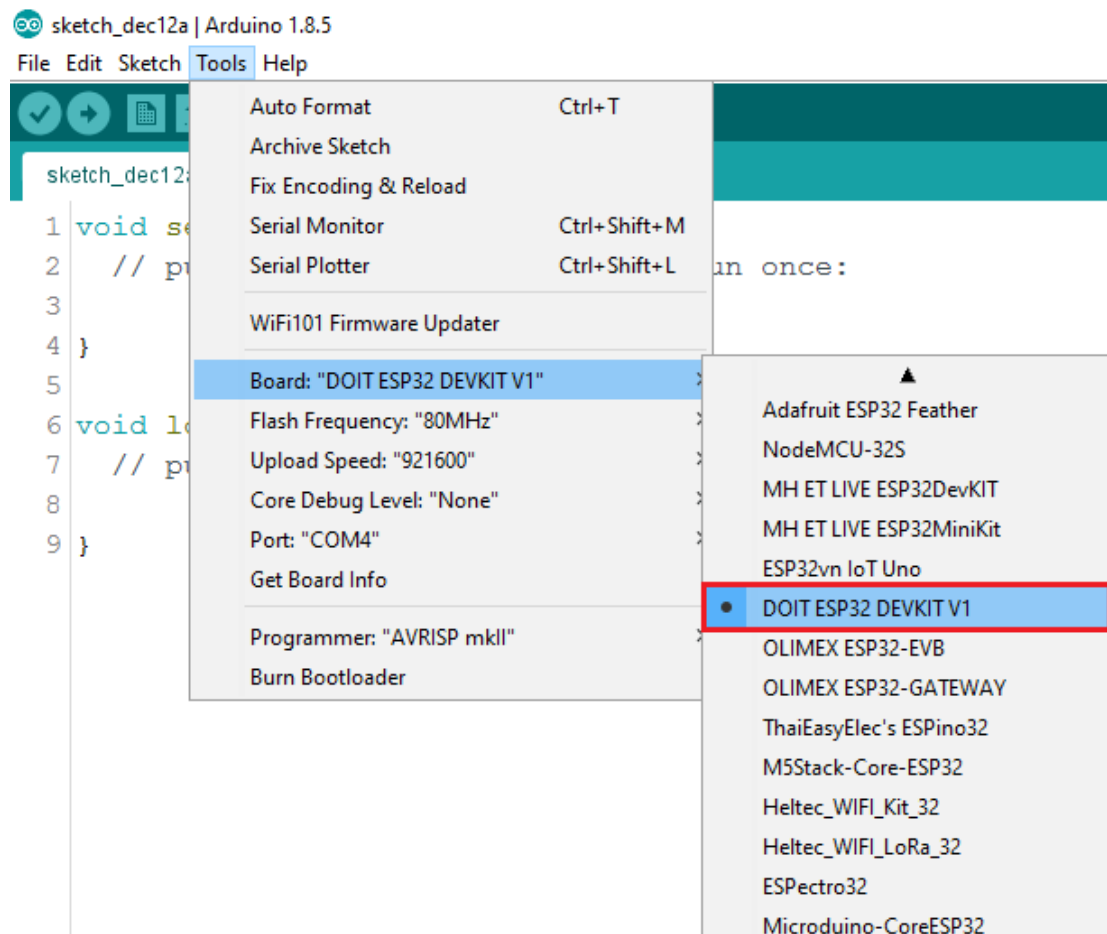 sketch_dec12a | Arduino 1.8.5
File Edit Sketch Tools Help
sketch_dec12a
Auto Format Ctrl+T
Archive Sketch
Fix Encoding & Reload
Serial Monitor Ctrl+Shift+M
Serial Plotter Ctrl+Shift+L
WiFi101 Firmware Updater
Board: "DOIT ESP32 DEVKIT V1"
Flash Frequency: "80MHz"
Upload Speed: "921600"
Core Debug Level: "None"
Port: "COM4"
Get Board Info
Programmer: "AVRISP mkII"
Burn Bootloader
1 void se
2 // pu un once:
3
4 }
5
6 void lo
7 // pu
8
9 }
Adafruit ESP32 Feather
NodeMCU-32S
MH ET LIVE ESP32DevKIT
MH ET LIVE ESP32MiniKit
ESP32vn IoT Uno
DOIT ESP32 DEVKIT V1
OLIMEX ESP32-EVB
OLIMEX ESP32-GATEWAY
ThaiEasyElec's ESPino32
M5Stack-Core-ESP32
Heltec_WIFI_Kit_32
Heltec_WIFI_LoRa_32
ESPectro32
Microduino-CoreESP32